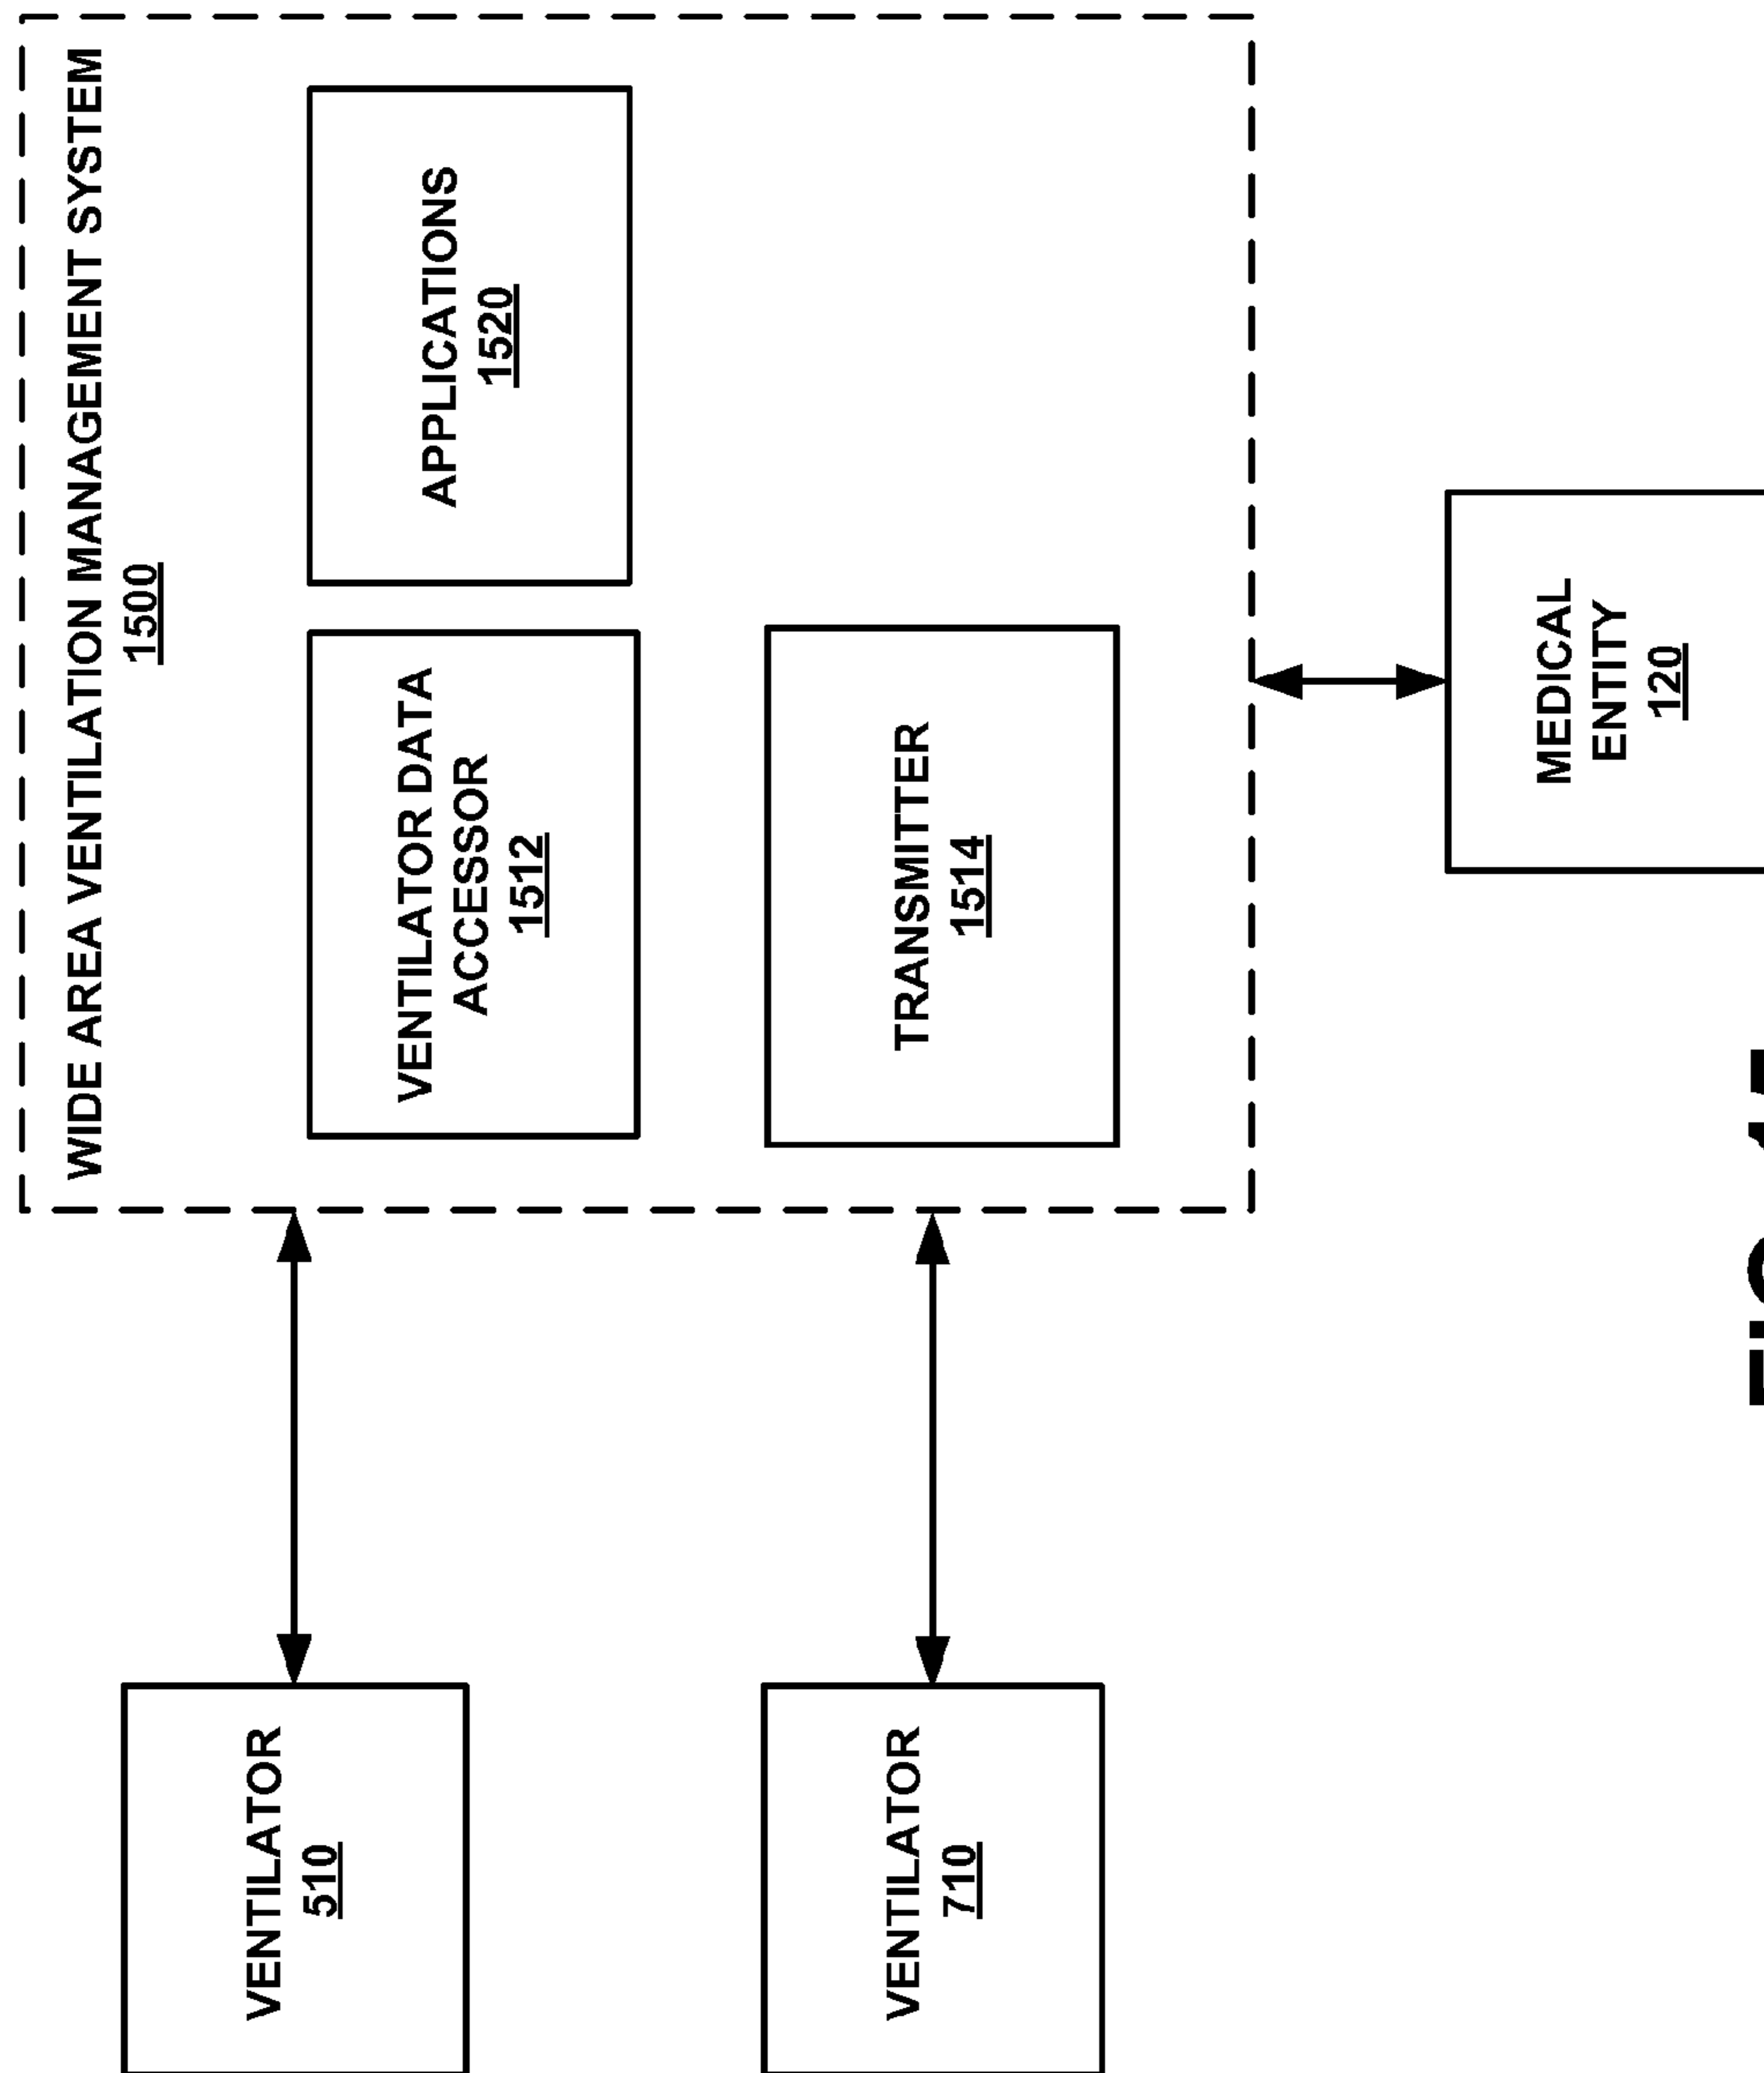 WIDE AREA VENTILATION MANAGEMENT SYSTEM
1500
VENTILATOR
510
VENTILATOR DATA
ACCESSOR
1512
APPLICATIONS
1520
VENTILATOR
710
TRANSMITTER
1514
MEDICAL
ENTITY
120